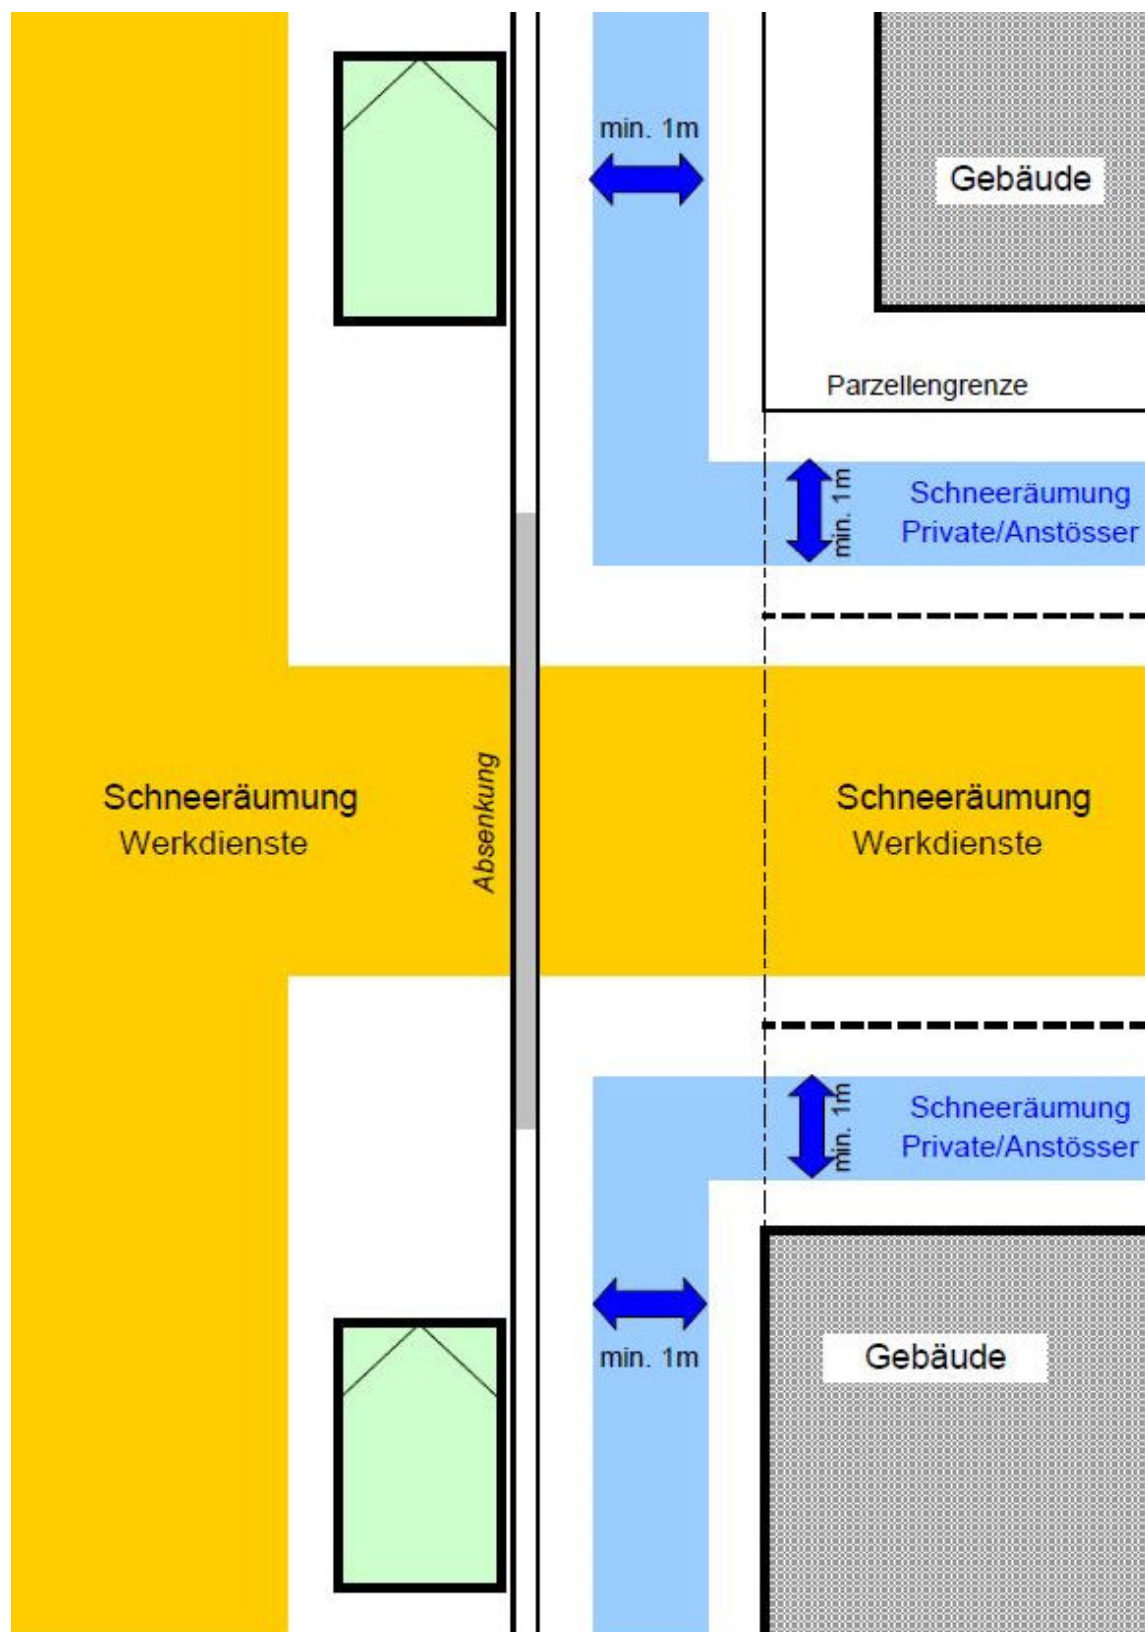 min. 1m
Gebäude
Parzellengrenze
min. 1m
Schneeräumung
Private/Anstösser
Absenkung
Schneeräumung
Werkdienste
Schneeräumung
Werkdienste
min. 1m
Schneeräumung
Private/Anstösser
min. 1m
Gebäude